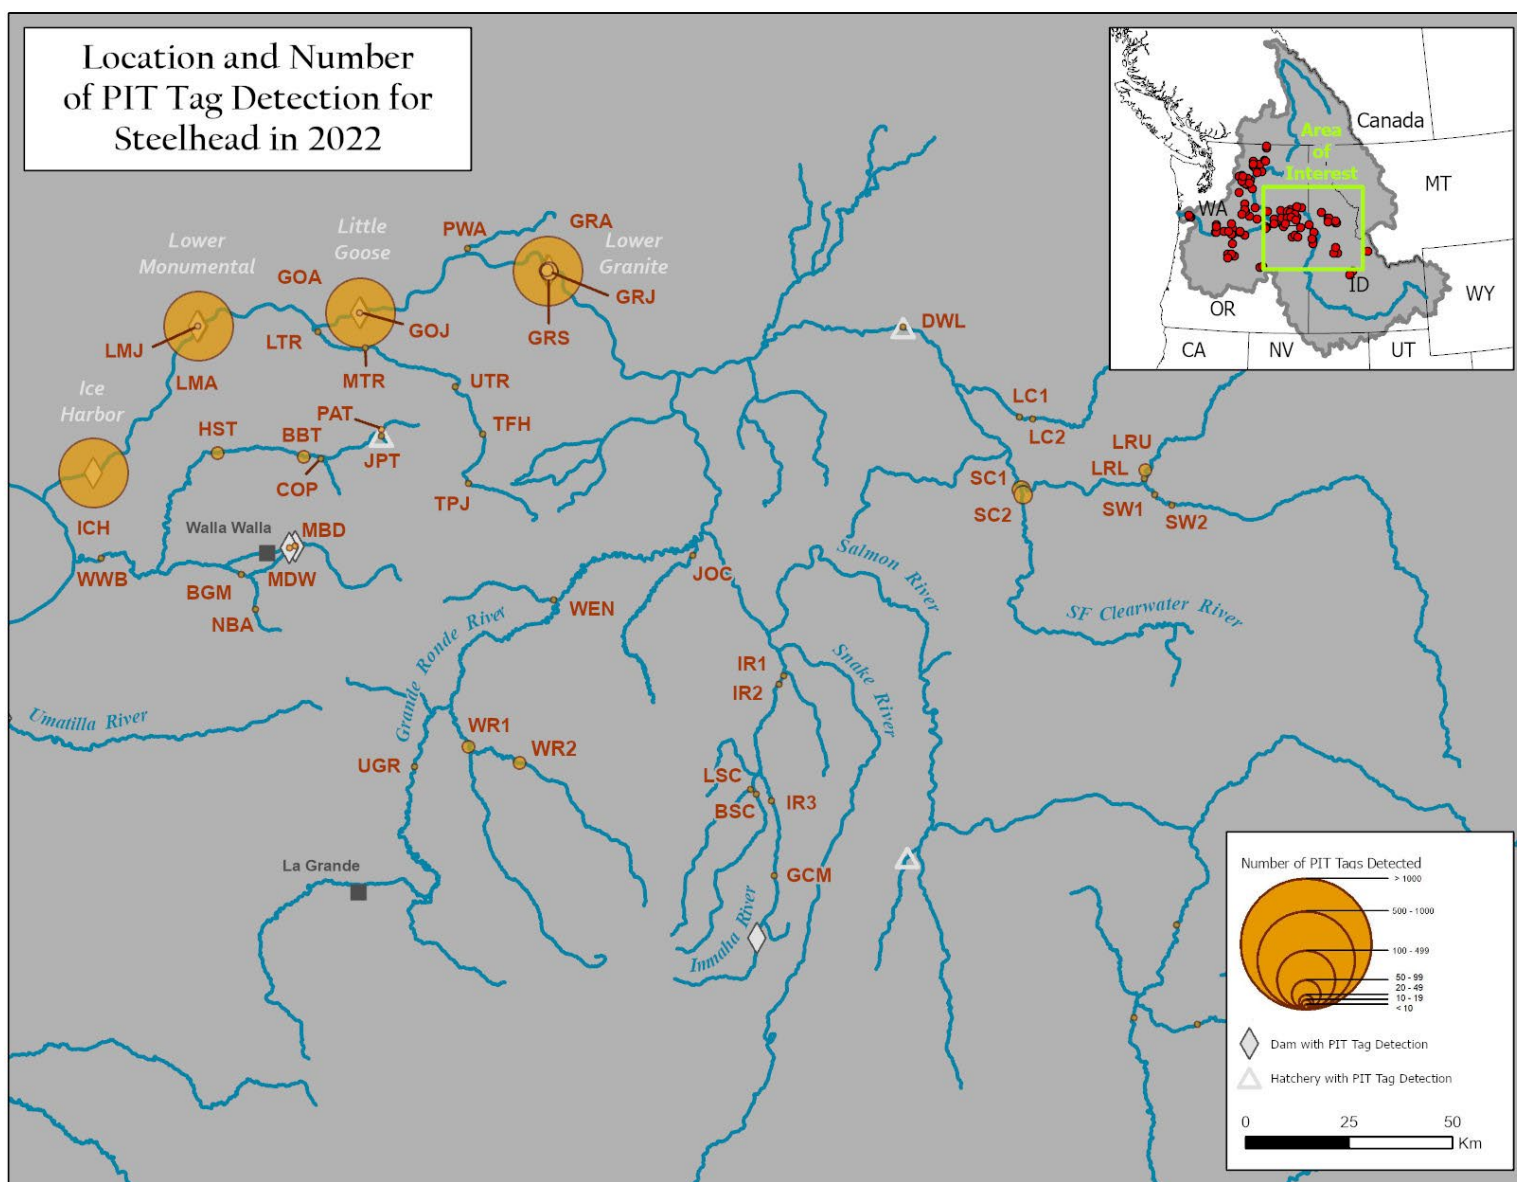 Location and Number
of PIT Tag Detection for
Steelhead in 2022
Canada
Area
of
Interest
WA
MT
OR
ID
WY
CA
NV
UT
Lower
Monumental
Little
Goose
PWA
GRA
Lower
Granite
GOA
GRJ
GOJ
GRS
LMJ
LTR
DWL
LMA
MTR
UTR
Ice
Harbor
PAT
LC1
HST
BBT
TFH
LC2
JPT
LRU
COP
LRL
SC1
TPJ
SW1
SW2
SC2
ICH
Walla Walla
MBD
WWB
MDW
BGM
NBA
JOC
Salmon River
WEN
Grande Ronde River
SF Clearwater River
Snake River
IR1
IR2
Umatilla River
WR1
WR2
UGR
LSC
IR3
BSC
La Grande
GCM
Inmaha River
Number of PIT Tags Detected
> 1000
500 - 1000
100 - 499
50 - 99
20 - 49
10 - 19
< 10
Dam with PIT Tag Detection
Hatchery with PIT Tag Detection
0 25 50
Km